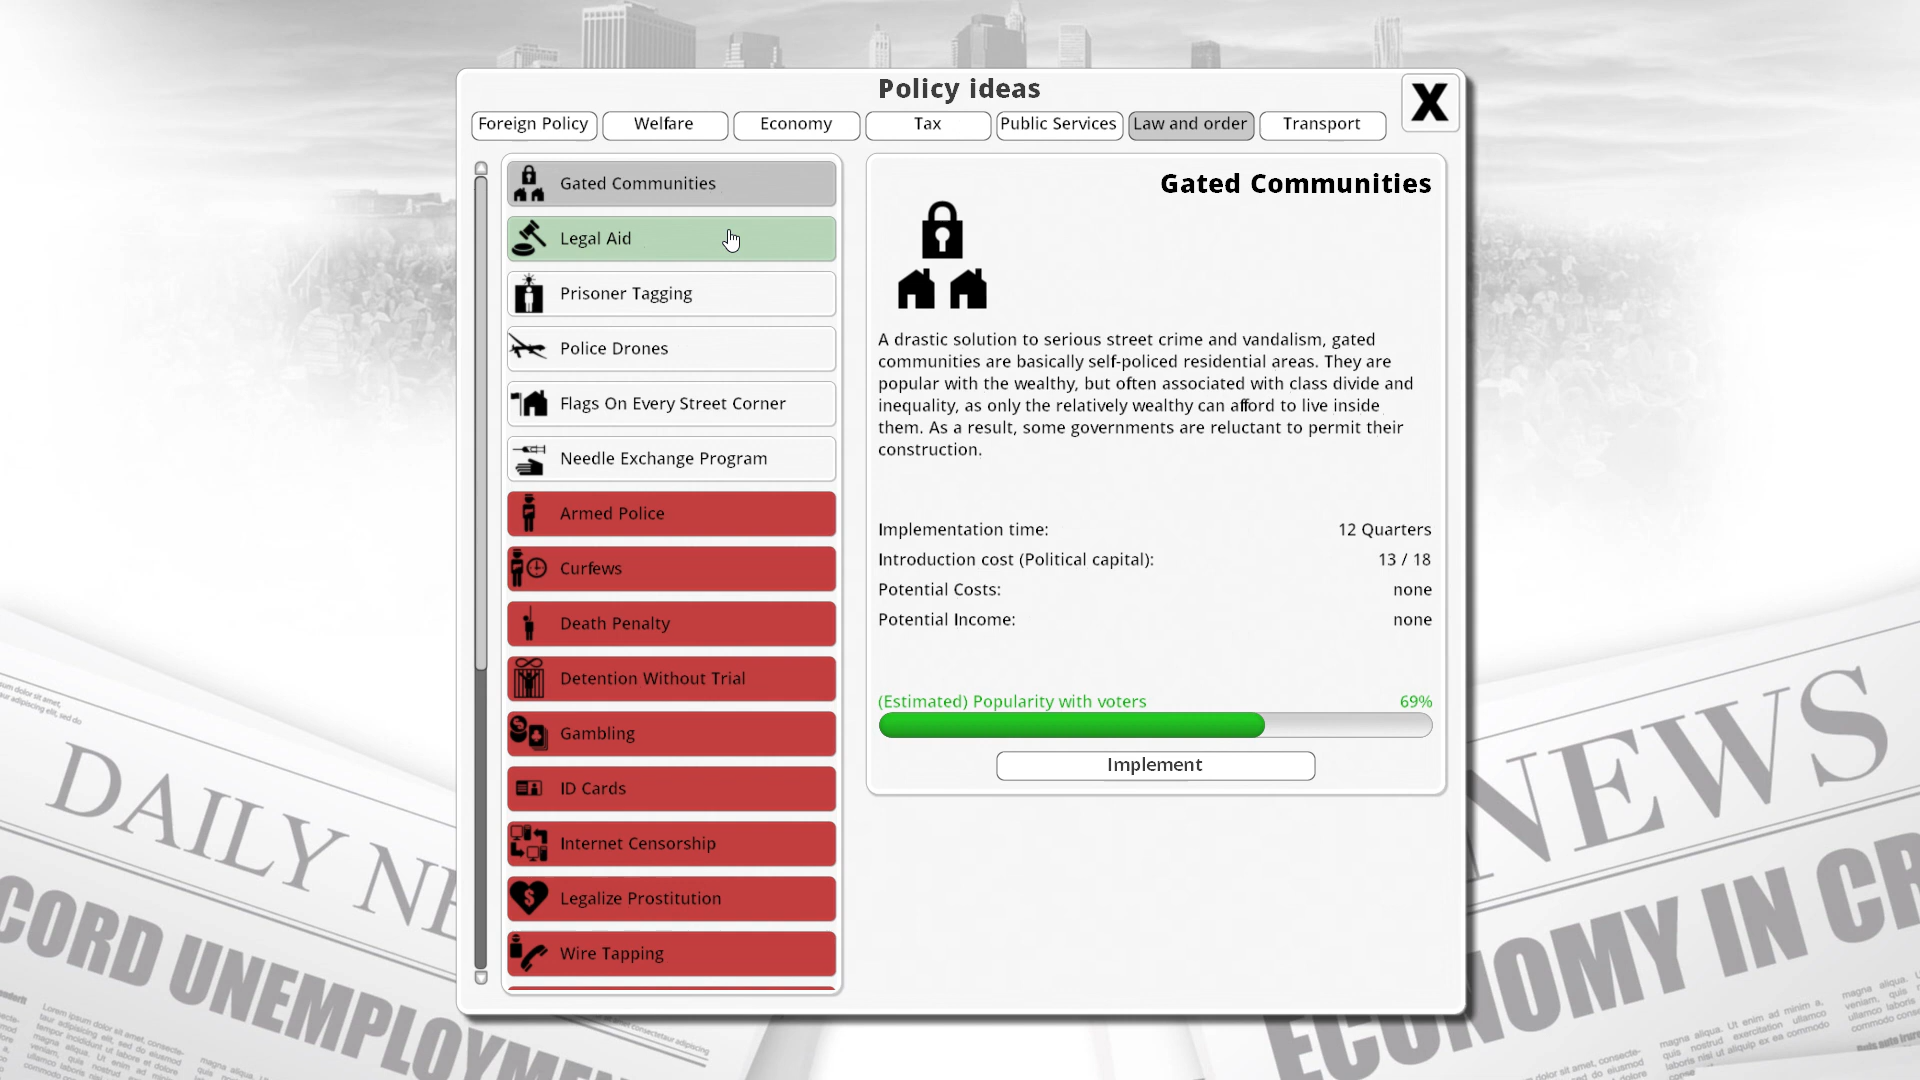 Policy ideas
X
Foreign Policy
Welfare
Economy
Tax
Public Services
Law and order
Transport
Gated Communities
Legal Aid
Prisoner Tagging
Police Drones
Flags On Every Street Corner
Needle Exchange Program
Armed Police
Curfews
Death Penalty
Detention Without Trial
Gambling
ID Cards
Internet Censorship
Legalize Prostitution
Wire Tapping
Gated Communities
A drastic solution to serious street crime and vandalism, gated
communities are basically self-policed residential areas. They are
popular with the wealthy, but often associated with class divide and
inequality, as only the relatively wealthy can afford to live inside
them. As a result, some governments are reluctant to permit their
construction.
Implementation time: 12 Quarters
Introduction cost (Political capital): 13 / 18
Potential Costs: none
Potential Income: none
(Estimated) Popularity with voters 69%
Implement
DAILY NE
CORD UNEMPLOYME
NEWS
ECONOMY IN CR